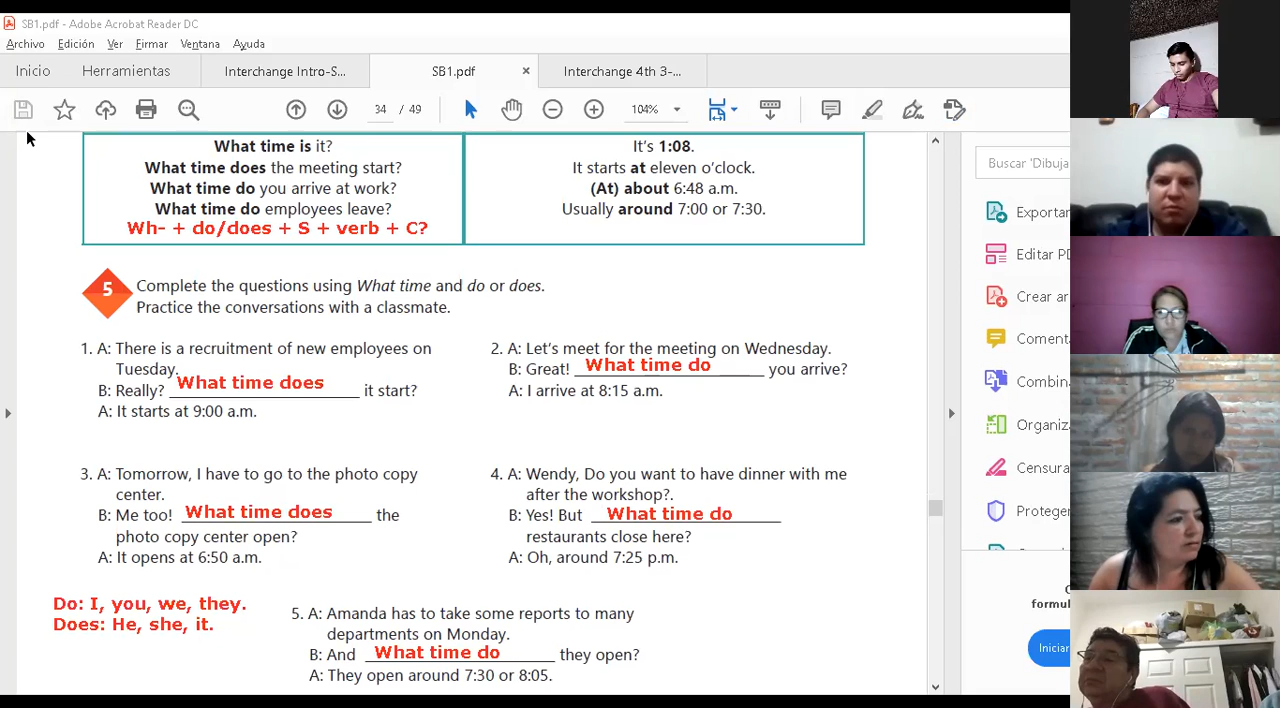 SB1.pdf - Adobe Acrobat Reader DC
Archivo Edición Ver Firmar Ventana Ayuda
Inicio Herramientas Interchange Intro-S... SB1.pdf × Interchange 4th 3-...
34 / 49 104%
What time is it? It's 1:08.
What time does the meeting start? It starts at eleven o'clock.
What time do you arrive at work? (At) about 6:48 a.m.
What time do employees leave? Usually around 7:00 or 7:30.
Wh- + do/does + S + verb + C?
5 Complete the questions using What time and do or does.
Practice the conversations with a classmate.
1. A: There is a recruitment of new employees on
Tuesday.
B: Really? What time does it start?
A: It starts at 9:00 a.m.
2. A: Let's meet for the meeting on Wednesday.
B: Great! What time do you arrive?
A: I arrive at 8:15 a.m.
3. A: Tomorrow, I have to go to the photo copy
center.
B: Me too! What time does the
photo copy center open?
A: It opens at 6:50 a.m.
4. A: Wendy, Do you want to have dinner with me
after the workshop?.
B: Yes! But What time do
restaurants close here?
A: Oh, around 7:25 p.m.
Do: I, you, we, they.
Does: He, she, it.
5. A: Amanda has to take some reports to many
departments on Monday.
B: And What time do they open?
A: They open around 7:30 or 8:05.
Buscar 'Dibuja
Exportar
Editar PD
Crear ar
Comenta
Combin
Organiz
Censura
Proteger
formul
Iniciar